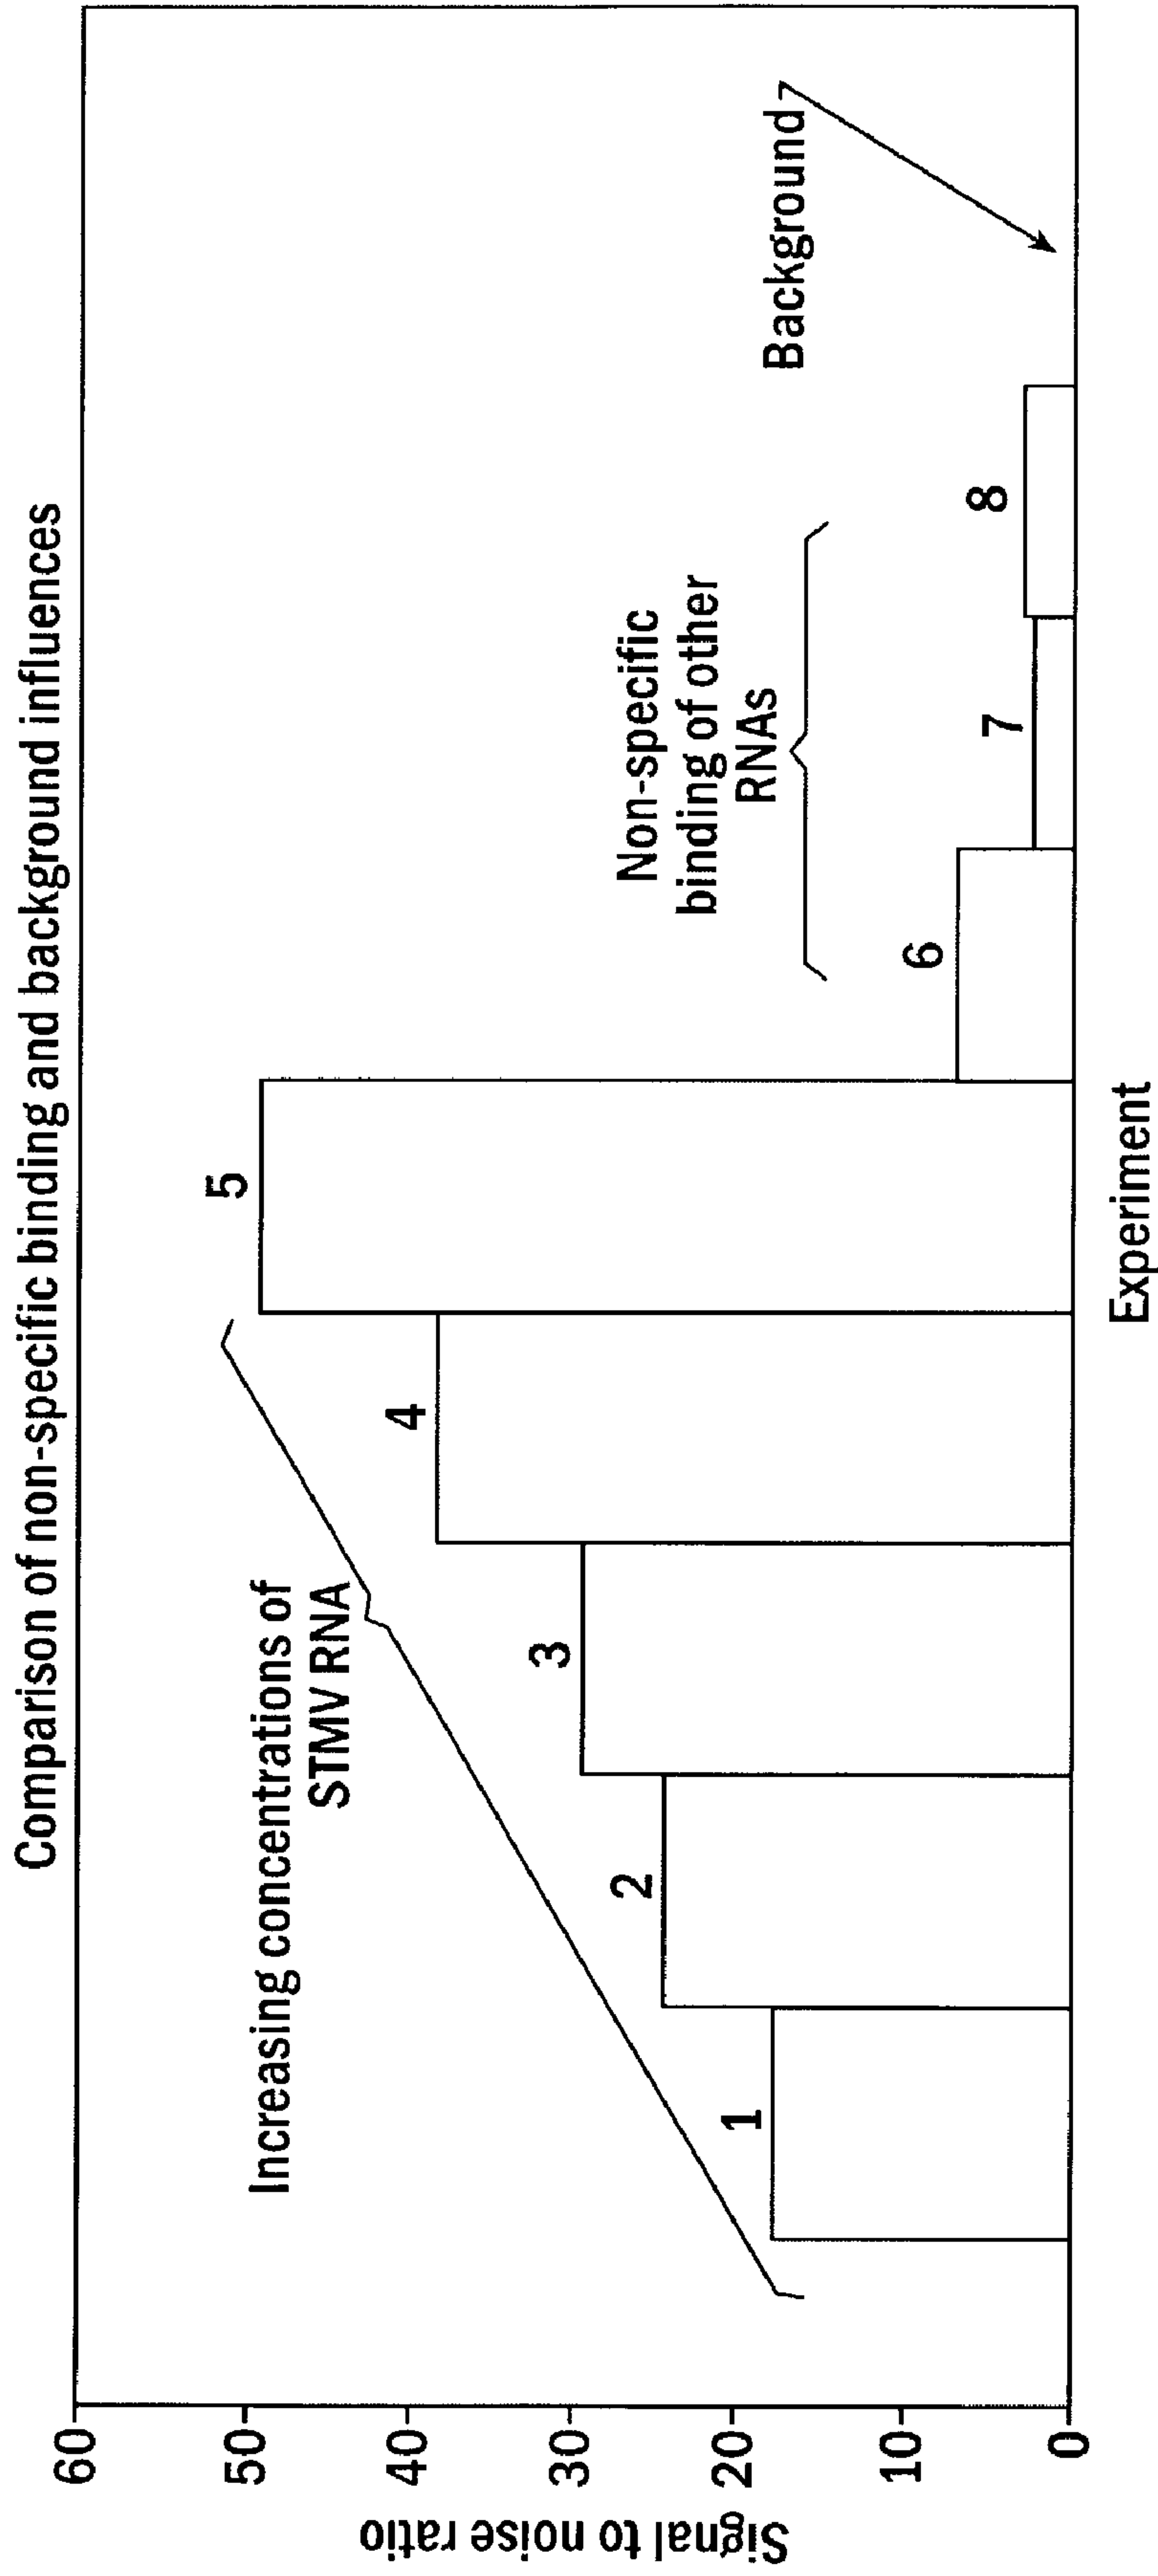 Comparison of non-specific binding and background influences
Signal to noise ratio
60
50
40
30
20
10
0
Increasing concentrations of
STMV RNA
1
2
3
4
5
Non-specific
binding of other
RNAs
6
7
8
Background
Experiment